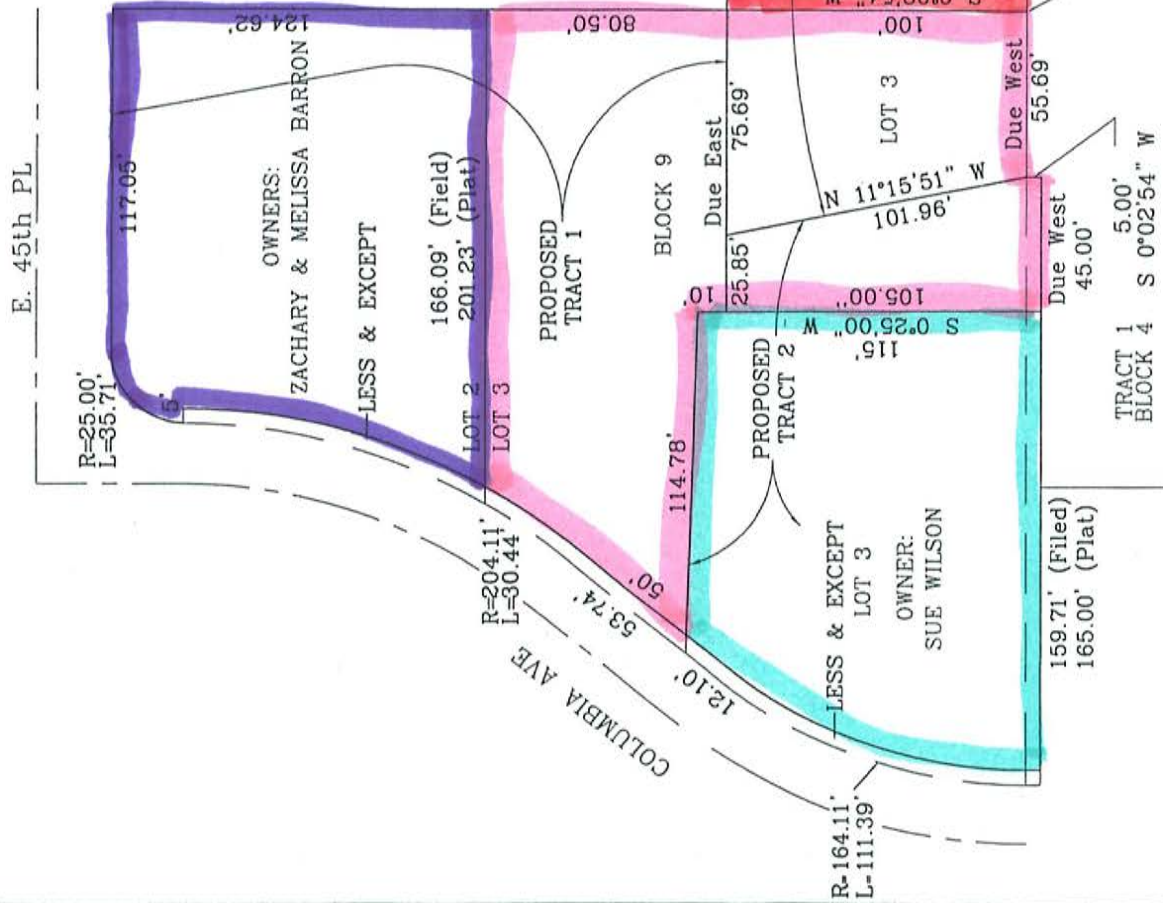 E. 45th PL
124.62'
80.50'
100'
117.05'
OWNERS:
ZACHARY & MELISSA BARRON
LESS & EXCEPT
R=25.00'
L=35.71'
5'
166.09' (Field)
201.23' (Plat)
LOT 2
LOT 3
PROPOSED
TRACT 1
BLOCK 9
Due East
75.69'
25.85'
10'
LOT 3
Due West
55.69'
N 11°15'51" W
101.96'
105.00"
S 0°25'00" W
115'
Due West
45.00'
5.00'
S 0°02'54" W
TRACT 1
BLOCK 4
R=204.11'
L=30.44'
53.74'
50'
12.10'
COLUMBIA AVE
114.78'
PROPOSED
TRACT 2
LESS & EXCEPT
LOT 3
OWNER:
SUE WILSON
159.71' (Filed)
165.00' (Plat)
R=164.11'
L=111.39'